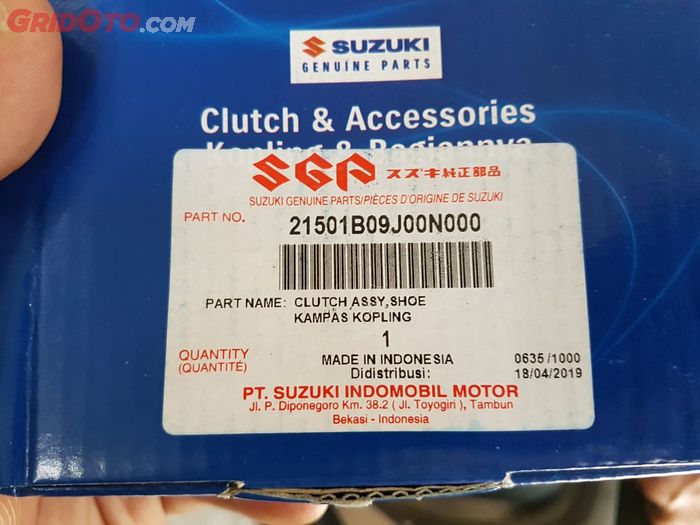 GRIDOTO.COM
SUZUKI
GENUINE PARTS
Clutch & Accessories
Kopling & Bagiannya
SGP スズキ純正部品
SUZUKI GENUINE PARTS/PIÈCES D'ORIGINE DE SUZUKI
PART NO. 21501B09J00N000
PART NAME: CLUTCH ASSY,SHOE
KAMPAS KOPLING
1
QUANTITY
(QUANTITÉ)
MADE IN INDONESIA 0635/1000
Didistribusi: 18/04/2019
PT. SUZUKI INDOMOBIL MOTOR
Jl. P. Diponegoro Km. 38.2 ( Jl. Toyogiri ), Tambun
Bekasi - Indonesia